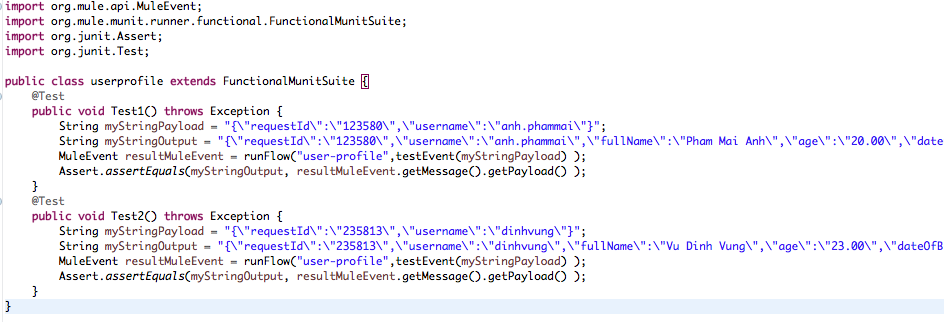 import org.mule.api.MuleEvent;
import org.mule.munit.runner.functional.FunctionalMunitSuite;
import org.junit.Assert;
import org.junit.Test;

public class userprofile extends FunctionalMunitSuite {
    @Test
    public void Test1() throws Exception {
        String myStringPayload = "{\"requestId\":\"123580\",\"username\":\"anh.phammai\"}";
        String myStringOutput = "{\"requestId\":\"123580\",\"username\":\"anh.phammai\",\"fullName\":\"Pham Mai Anh\",\"age\":\"20.00\",\"date
        MuleEvent resultMuleEvent = runFlow("user-profile",testEvent(myStringPayload) );
        Assert.assertEquals(myStringOutput, resultMuleEvent.getMessage().getPayload() );
    }
    @Test
    public void Test2() throws Exception {
        String myStringPayload = "{\"requestId\":\"235813\",\"username\":\"dinhvung\"}";
        String myStringOutput = "{\"requestId\":\"235813\",\"username\":\"dinhvung\",\"fullName\":\"Vu Dinh Vung\",\"age\":\"23.00\",\"dateOfB
        MuleEvent resultMuleEvent = runFlow("user-profile",testEvent(myStringPayload) );
        Assert.assertEquals(myStringOutput, resultMuleEvent.getMessage().getPayload() );
    }
}